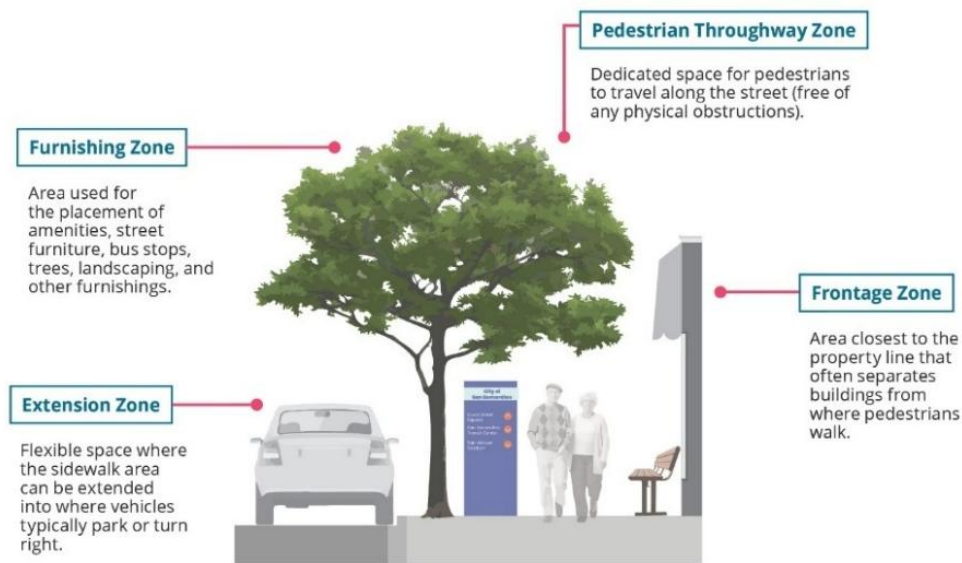 Pedestrian Throughway Zone
Dedicated space for pedestrians
to travel along the street (free of
any physical obstructions).
Furnishing Zone
Area used for
the placement of
amenities, street
furniture, bus stops,
trees, landscaping, and
other furnishings.
Frontage Zone
Area closest to the
property line that
often separates
buildings from
where pedestrians
walk.
Extension Zone
Flexible space where
the sidewalk area
can be extended
into where vehicles
typically park or turn
right.
City of
San Bernardino